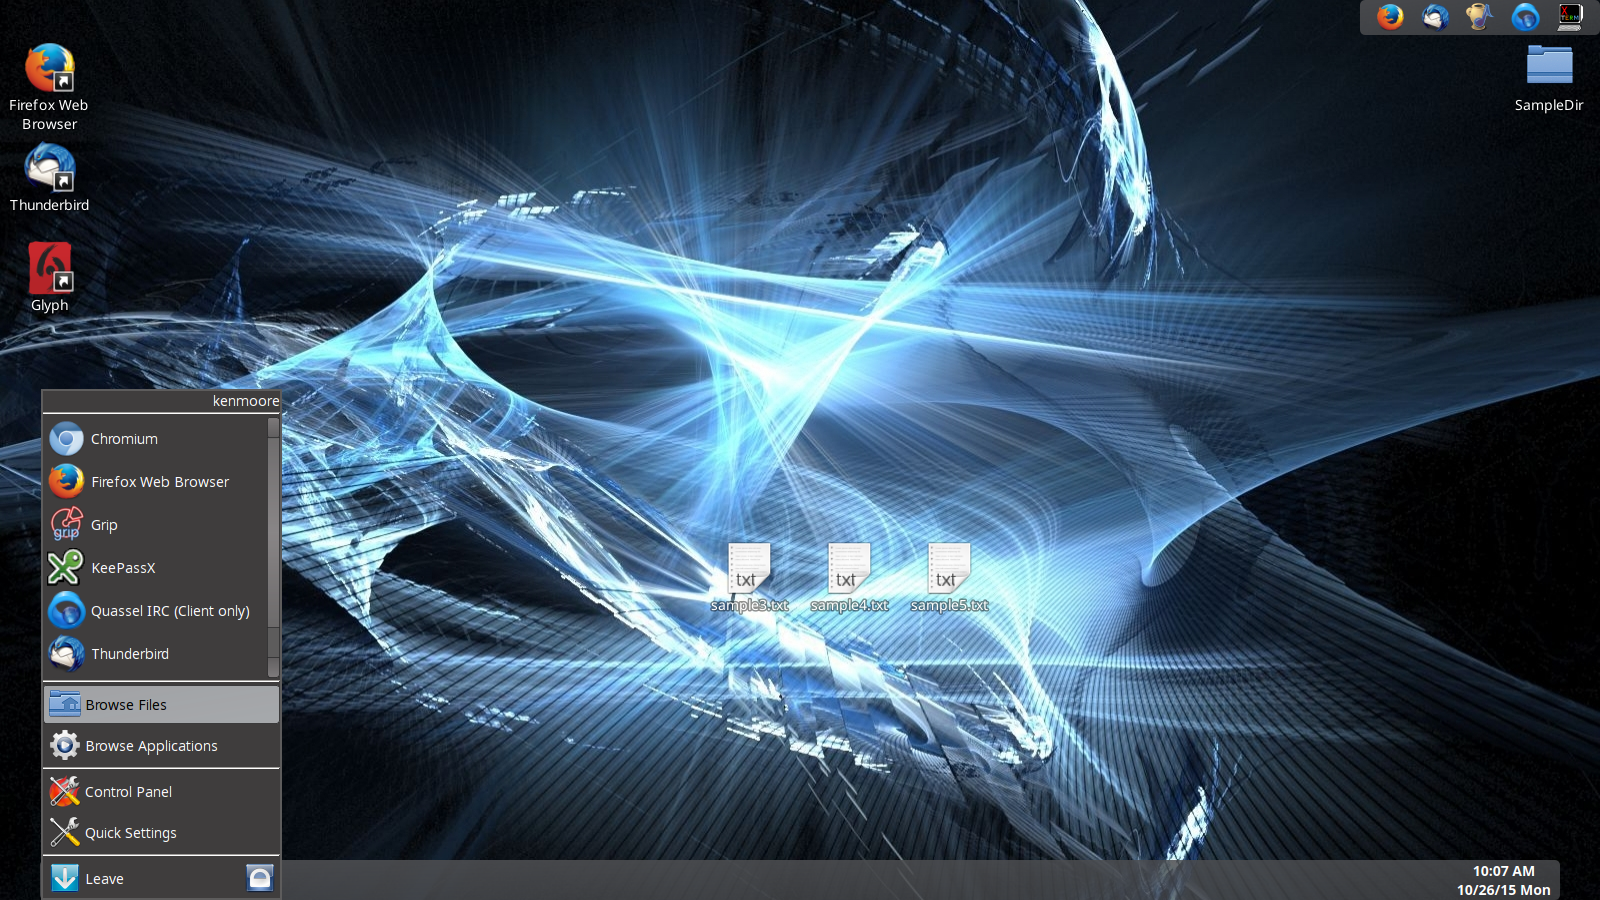 XTERM
Firefox Web
Browser
Thunderbird
Glyph
SampleDir
kenmoore
Chromium
Firefox Web Browser
grip
Grip
KeePassX
Quassel IRC (Client only)
Thunderbird
Browse Files
Browse Applications
Control Panel
Quick Settings
Leave
txt
txt
txt
sample3.txt
sample4.txt
sample5.txt
10:07 AM
10/26/15 Mon